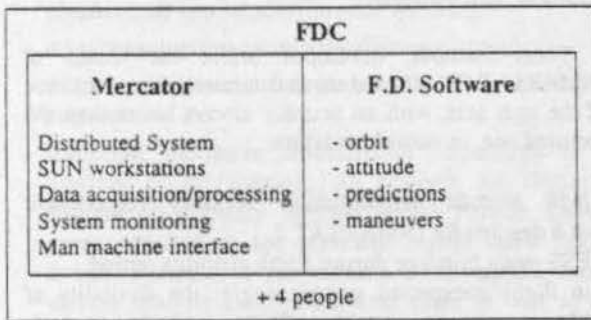 FDC
Mercator
Distributed System
SUN workstations
Data acquisition/processing
System monitoring
Man machine interface
F.D. Software
- orbit
- attitude
- predictions
- maneuvers
+ 4 people